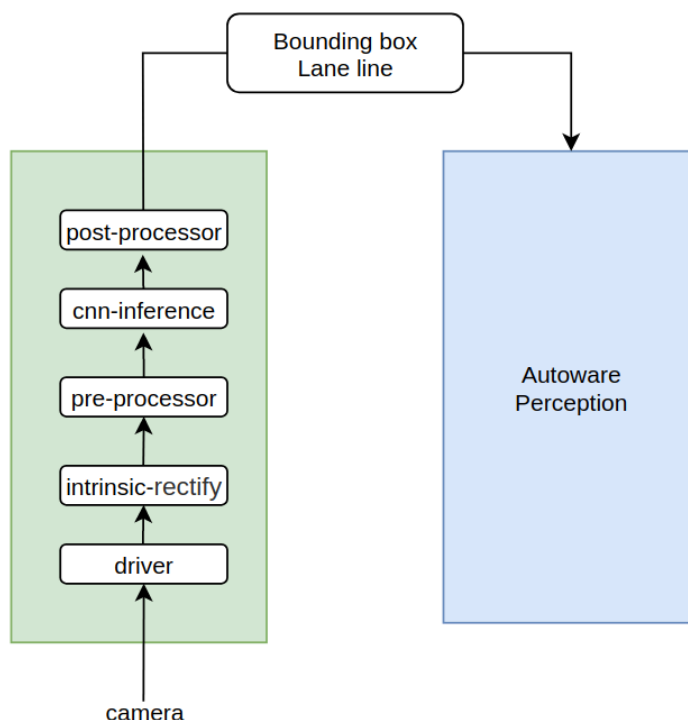 Bounding box
Lane line
post-processor
cnn-inference
pre-processor
intrinsic-rectify
driver
camera
Autoware
Perception